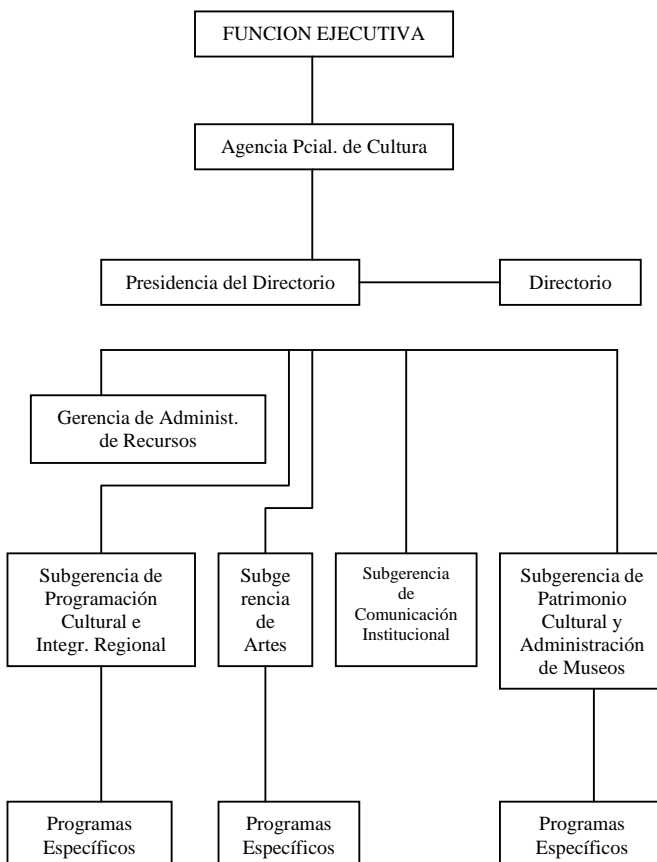 FUNCION EJECUTIVA
Agencia Pcial. de Cultura
Presidencia del Directorio
Directorio
Gerencia de Administ.
de Recursos
Subgerencia de
Programación
Cultural e
Integr. Regional
Subge
rencia
de
Artes
Subgerencia
de
Comunicación
Institucional
Subgerencia de
Patrimonio
Cultural y
Administración
de Museos
Programas
Específicos
Programas
Específicos
Programas
Específicos